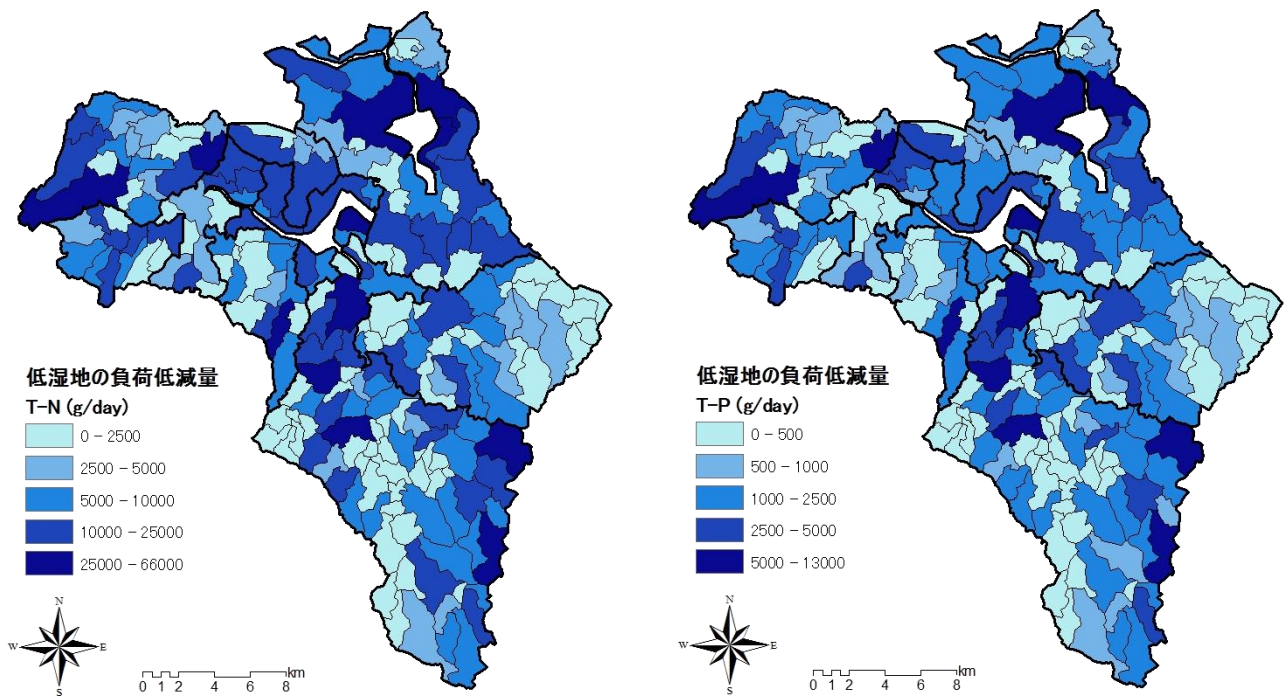 低湿地の負荷低減量
T-N (g/day)
0 - 2500
2500 - 5000
5000 - 10000
10000 - 25000
25000 - 66000
N
W E
S
0 1 2 4 6 8 km
低湿地の負荷低減量
T-P (g/day)
0 - 500
500 - 1000
1000 - 2500
2500 - 5000
5000 - 13000
N
W E
S
0 1 2 4 6 8 km